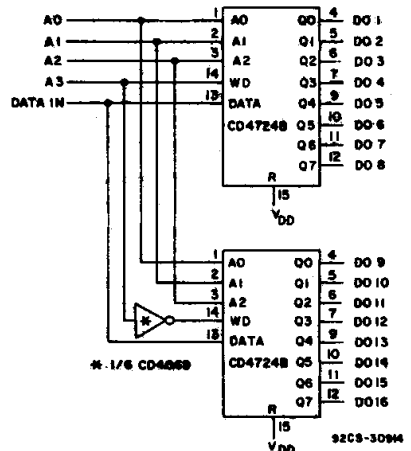 A0 1 A0 Q0 4 DO 1
A1 2 A1 Q1 5 DO 2
A2 3 A2 Q2 6 DO 3
A3 14 WD Q3 7 DO 4
DATA IN 13 DATA Q4 9 DO 5
CD4724B Q5 10 DO 6
Q6 11 DO 7
Q7 12 DO 8
R
15
VDD
1 A0 Q0 4 DO 9
2 A1 Q1 5 DO 10
3 A2 Q2 6 DO 11
* 14 WD Q3 7 DO 12
13 DATA Q4 9 DO 13
* 1/6 CD4724B Q5 10 DO 14
Q6 11 DO 15
Q7 12 DO 16
R
15
VDD
92CS-30914